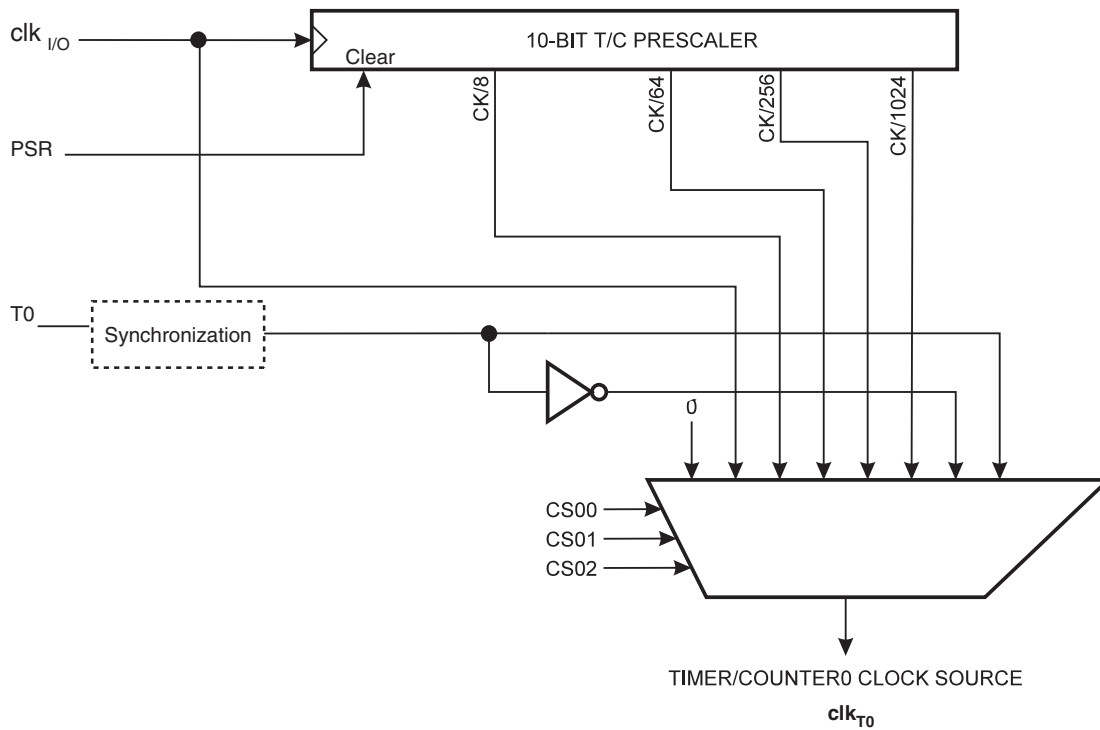 clk I/O
10-BIT T/C PRESCALER
Clear
CK/8
CK/64
CK/256
CK/1024
PSR
T0
Synchronization
0
CS00
CS01
CS02
TIMER/COUNTER0 CLOCK SOURCE
clkT0